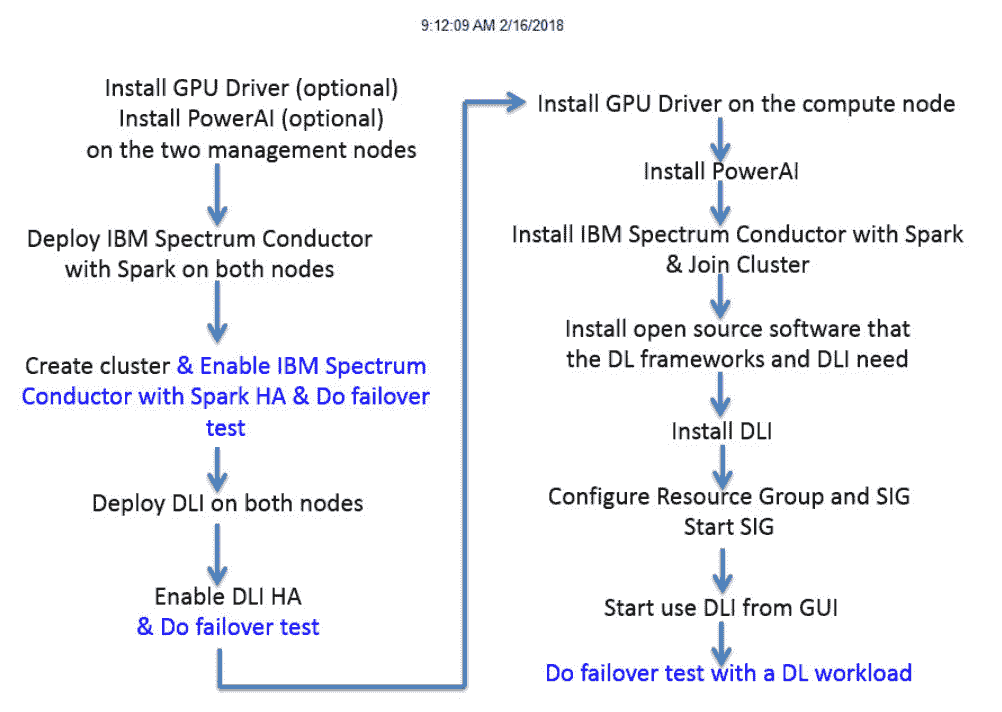 9:12:09 AM 2/16/2018
Install GPU Driver (optional)
Install PowerAI (optional)
on the two management nodes
Deploy IBM Spectrum Conductor
with Spark on both nodes
Create cluster & Enable IBM Spectrum
Conductor with Spark HA & Do failover
test
Deploy DLI on both nodes
Enable DLI HA
& Do failover test
Install GPU Driver on the compute node
Install PowerAI
Install IBM Spectrum Conductor with Spark
& Join Cluster
Install open source software that
the DL frameworks and DLI need
Install DLI
Configure Resource Group and SIG
Start SIG
Start use DLI from GUI
Do failover test with a DL workload